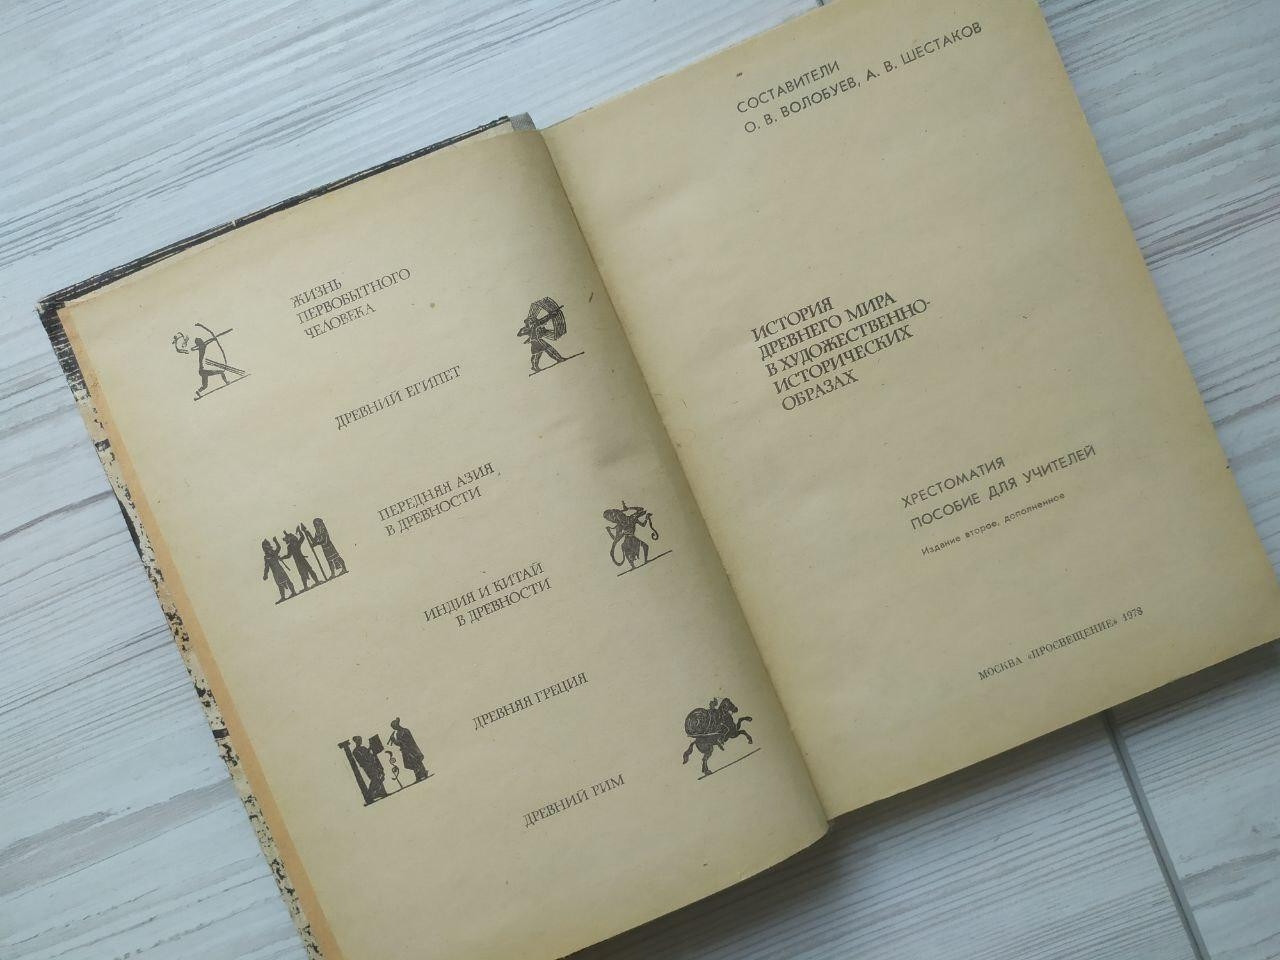 ЖИЗНЬ
ПЕРВОБЫТНОГО
ЧЕЛОВЕКА
ДРЕВНИЙ ЕГИПЕТ
ПЕРЕДНЯЯ АЗИЯ
В ДРЕВНОСТИ
ИНДИЯ И КИТАЙ
В ДРЕВНОСТИ
ДРЕВНЯЯ ГРЕЦИЯ
ДРЕВНИЙ РИМ
СОСТАВИТЕЛИ
О. В. ВОЛОБУЕВ, А. В. ШЕСТАКОВ
ИСТОРИЯ
ДРЕВНЕГО МИРА
В ХУДОЖЕСТВЕННО-
ИСТОРИЧЕСКИХ
ОБРАЗАХ
ХРЕСТОМАТИЯ
ПОСОБИЕ ДЛЯ УЧИТЕЛЕЙ
Издание второе, дополненное
МОСКВА «ПРОСВЕЩЕНИЕ» 1978